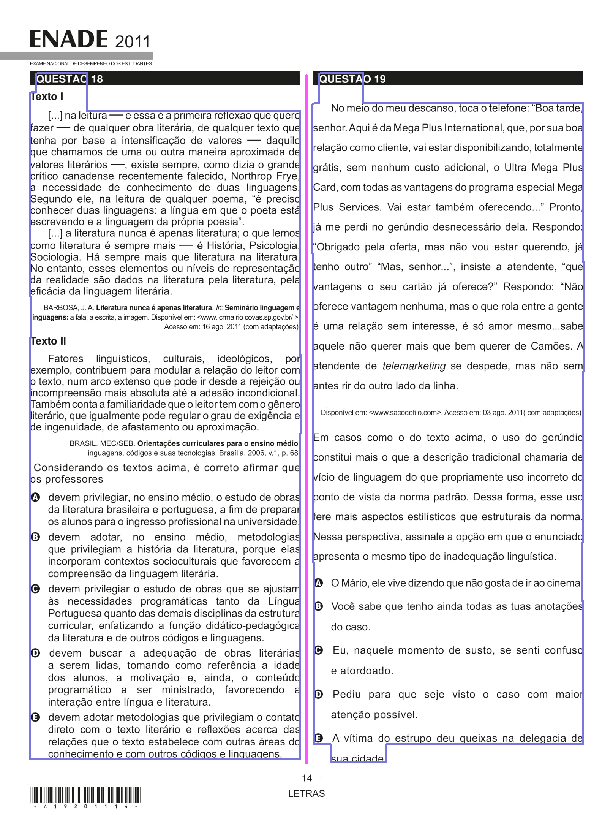 ENADE 2011
EXAME NACIONAL DE DESEMPENHO DOS ESTUDANTES
QUESTÃO 18
Texto I
[...] na leitura — e essa é a primeira reflexão que quero
fazer — de qualquer obra literária, de qualquer texto que
tenha por base a intensificação de valores — daquilo
que chamamos de uma ou outra maneira aproximada de
valores literários —, existe sempre, como dizia o grande
crítico canadense recentemente falecido, Northrop Frye,
a necessidade de conhecimento de duas linguagens.
Segundo ele, na leitura de qualquer poema, “é preciso
conhecer duas linguagens: a língua em que o poeta está
escrevendo e a linguagem da própria poesia”.
[...] a literatura nunca é apenas literatura; o que lemos
como literatura é sempre mais — é História, Psicologia,
Sociologia. Há sempre mais que literatura na literatura.
No entanto, esses elementos ou níveis de representação
da realidade são dados na literatura pela literatura, pela
eficácia da linguagem literária.
BARBOSA, J. A. Literatura nunca é apenas literatura. In: Seminário linguagem e
linguagens: a fala, a escrita, a imagem. Disponível em: <www.crmariocovas.sp.gov.br/ >
Acesso em: 16 ago. 2011 (com adaptações).
Texto II
Fatores linguísticos, culturais, ideológicos, por
exemplo, contribuem para modular a relação do leitor com
o texto, num arco extenso que pode ir desde a rejeição ou
incompreensão mais absoluta até a adesão incondicional.
Também conta a familiaridade que o leitor tem com o gênero
literário, que igualmente pode regular o grau de exigência e
de ingenuidade, de afastamento ou aproximação.
BRASIL, MEC/SEB. Orientações curriculares para o ensino médio:
linguagens, códigos e suas tecnologias. Brasília, 2006. v.1, p. 68.
Considerando os textos acima, é correto afirmar que
os professores
A devem privilegiar, no ensino médio, o estudo de obras
da literatura brasileira e portuguesa, a fim de preparar
os alunos para o ingresso profissional na universidade.
B devem adotar, no ensino médio, metodologias
que privilegiam a história da literatura, porque elas
incorporam contextos socioculturais que favorecem a
compreensão da linguagem literária.
C devem privilegiar o estudo de obras que se ajustam
às necessidades programáticas tanto da Língua
Portuguesa quanto das demais disciplinas da estrutura
curricular, enfatizando a função didático-pedagógica
da literatura e de outros códigos e linguagens.
D devem buscar a adequação de obras literárias
a serem lidas, tomando como referência a idade
dos alunos, a motivação e, ainda, o conteúdo
programático a ser ministrado, favorecendo a
interação entre língua e literatura.
E devem adotar metodologias que privilegiam o contato
direto com o texto literário e reflexões acerca das
relações que o texto estabelece com outras áreas do
conhecimento e com outros códigos e linguagens.
QUESTÃO 19
No meio do meu descanso, toca o telefone: “Boa tarde,
senhor. Aqui é da Mega Plus International, que, por sua boa
relação como cliente, vai estar disponibilizando, totalmente
grátis, sem nenhum custo adicional, o Ultra Mega Plus
Card, com todas as vantagens do programa especial Mega
Plus Services. Vai estar também oferecendo...” Pronto,
já me perdi no gerúndio desnecessário dela. Respondo:
“Obrigado pela oferta, mas não vou estar querendo, já
tenho outro” “Mas, senhor...”, insiste a atendente, “que
vantagens o seu cartão já oferece?” Respondo: “Não
oferece vantagem nenhuma, mas o que rola entre a gente
é uma relação sem interesse, é só amor mesmo...sabe
aquele não querer mais que bem querer de Camões. A
atendente de telemarketing se despede, mas não sem
antes rir do outro lado da linha.
Disponível em: <www.sacodefilo.com>. Acesso em: 03 ago. 2011( com adaptações)
Em casos como o do texto acima, o uso do gerúndio
constitui mais o que a descrição tradicional chamaria de
vício de linguagem do que propriamente uso incorreto do
ponto de vista da norma padrão. Dessa forma, esse uso
fere mais aspectos estilísticos que estruturais da norma.
Nessa perspectiva, assinale a opção em que o enunciado
apresenta o mesmo tipo de inadequação linguística.
A O Mário, ele vive dizendo que não gosta de ir ao cinema.
B Você sabe que tenho ainda todas as tuas anotações
do caso.
C Eu, naquele momento de susto, se senti confuso
e atordoado.
D Pediu para que seje visto o caso com maior
atenção possível.
E A vítima do estrupo deu queixas na delegacia de
sua cidade.
14
LETRAS
*A19201114*